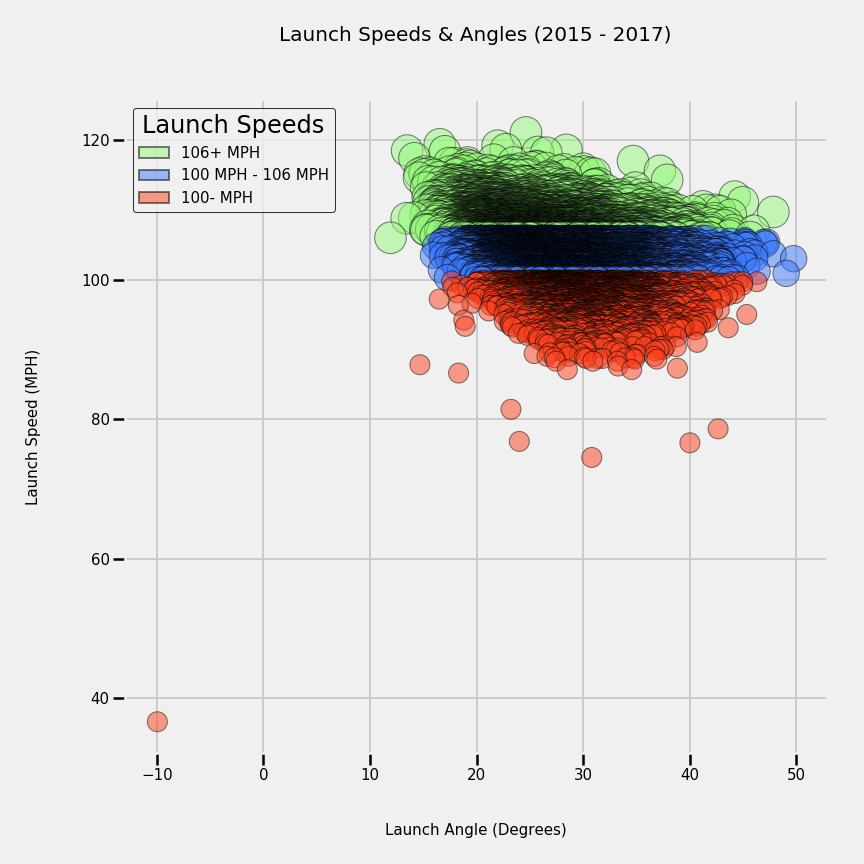 Launch Speeds & Angles (2015 - 2017)
Launch Speeds
106+ MPH
100 MPH - 106 MPH
100- MPH
120
100
80
60
40
Launch Speed (MPH)
−10
0
10
20
30
40
50
Launch Angle (Degrees)